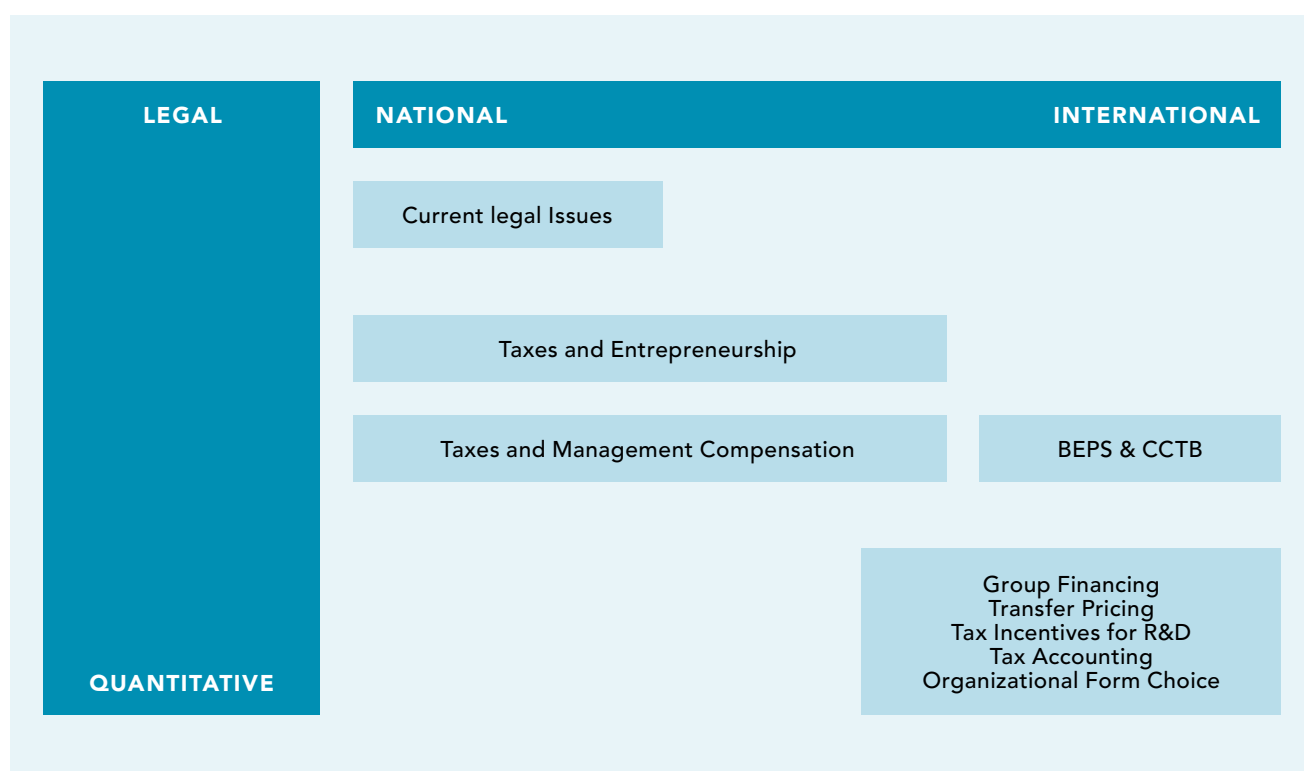 LEGAL
NATIONAL
INTERNATIONAL
Current legal Issues
Taxes and Entrepreneurship
Taxes and Management Compensation
BEPS & CCTB
Group Financing
Transfer Pricing
Tax Incentives for R&D
Tax Accounting
Organizational Form Choice
QUANTITATIVE